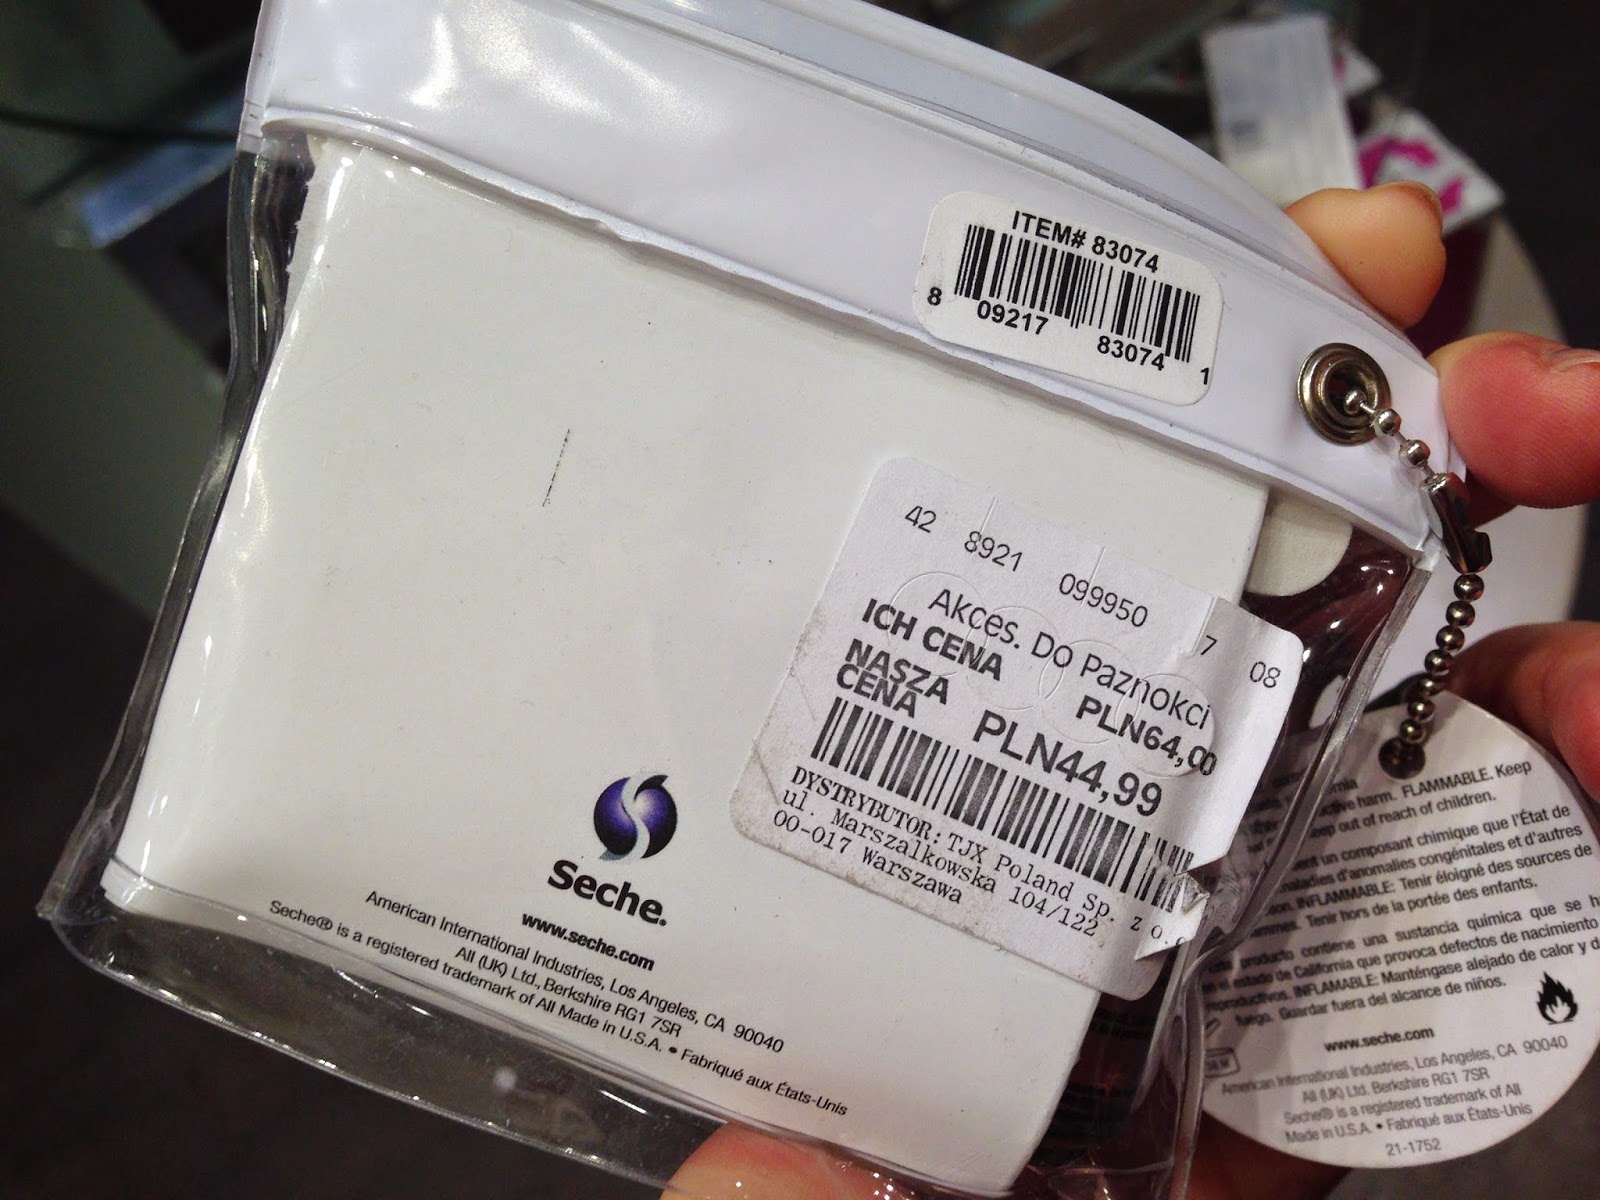 ITEM# 83074
8 09217 83074 1
42 8921 099950 7 08
Akces. Do Paznokci
ICH CENA PLN64,00
NASZA
CENA PLN44,99
DYSTRYBUTOR: TJX Poland Sp. z o.o
ul. Marszalkowska 104/122
00-017 Warszawa
Seche®
www.seche.com
American International Industries, Los Angeles, CA 90040
AII (UK) Ltd., Berkshire RG1 7SR
Seche® is a registered trademark of AII Made in U.S.A. • Fabriqué aux États-Unis
harm. FLAMMABLE. Keep
out of reach of children.
un composant chimique que l'État de
d'anomalies congénitales et d'autres
INFLAMMABLE: Tenir éloigné des sources de
Tenir hors de la portée des enfants.
producto contiene una sustancia química que se
el estado de California que provoca defectos de nacimiento
INFLAMABLE: Manténgase alejado de calor y
fuego. Guardar fuera del alcance de niños.
www.seche.com
American International Industries, Los Angeles, CA 90040
AII (UK) Ltd. Berkshire RG1 7SR
Seche® is a registered trademark of AII
Made in U.S.A. • Fabriqué aux États-Unis
21-1752